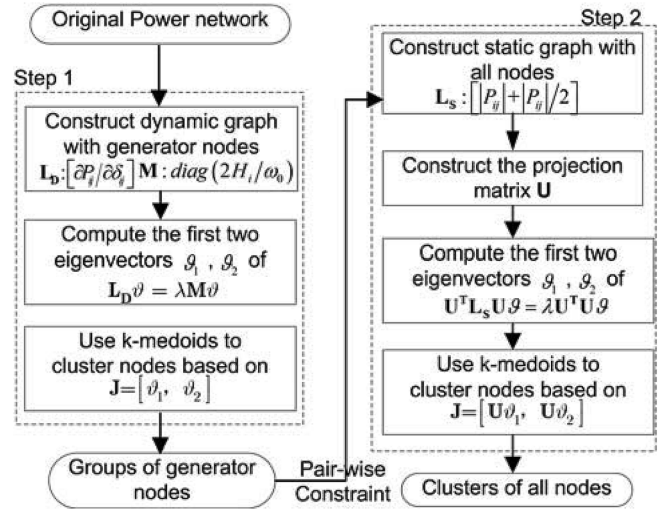 Original Power network
Step 1
Construct dynamic graph
with generator nodes
L_D:[∂P_ij/∂δ_ij] M:diag(2H_i/ω_0)
Compute the first two
eigenvectors ϑ_1 , ϑ_2 of
L_Dϑ = λMϑ
Use k-medoids to
cluster nodes based on
J=[ϑ_1, ϑ_2]
Groups of generator
nodes
Pair-wise
Constraint
Step 2
Construct static graph with
all nodes
L_S:[|P_ij|+|P_ij|/2]
Construct the projection
matrix U
Compute the first two
eigenvectors ϑ_1 , ϑ_2 of
U^T L_S Uϑ = λU^T Uϑ
Use k-medoids to
cluster nodes based on
J=[Uϑ_1, Uϑ_2]
Clusters of all nodes